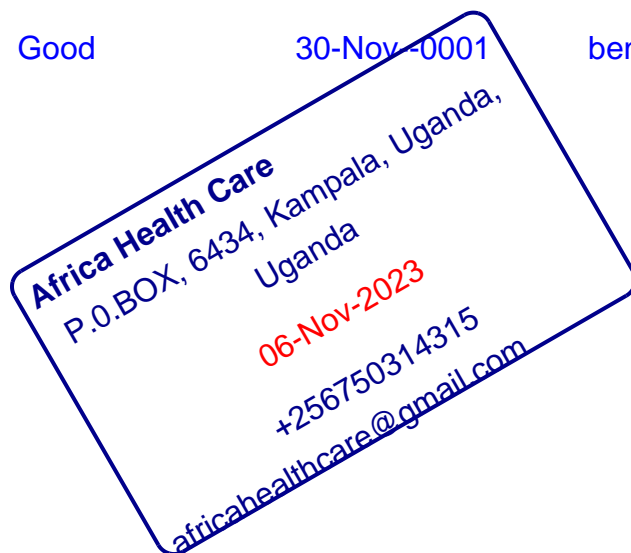 Good 30-Nov--0001 ber
Africa Health Care
P.0.BOX, 6434, Kampala, Uganda,
Uganda
06-Nov-2023
+256750314315
africahealthcare@gmail.com